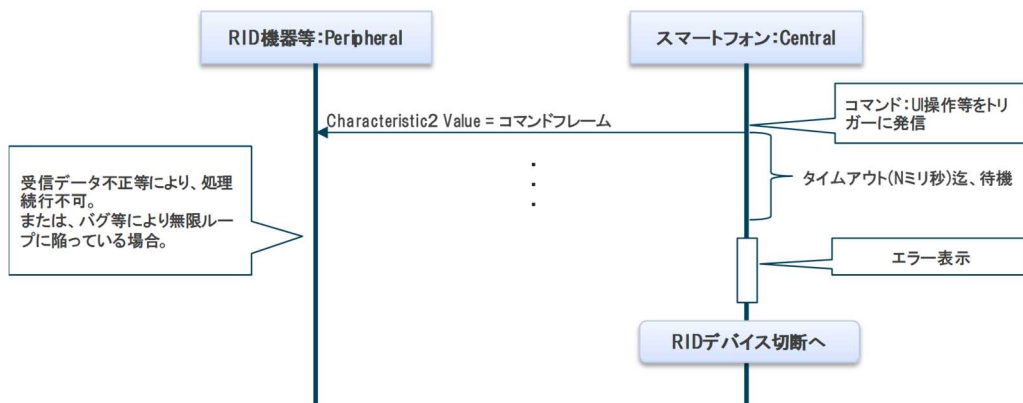 RID機器等:Peripheral
スマートフォン:Central
コマンド:UI操作等をトリ
ガーに発信
Characteristic2 Value = コマンドフレーム
タイムアウト(Nミリ秒)迄、待機
受信データ不正等により、処理
続行不可。
または、バグ等により無限ルー
プに陥っている場合。
エラー表示
RIDデバイス切断へ